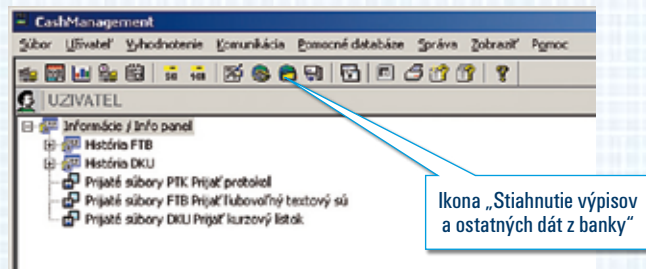 CashManagement
Súbor Užívateľ Vyhodnotenie Komunikácia Pomocné databáze Správa Zobraziť Pomoc
UZIVATEL
Informácie / Info panel
História FTB
História DKU
Prijaté súbory PTK Prijať protokol
Prijaté súbory FTB Prijať ľubovoľný textový sú
Prijaté súbory DKU Prijať kurzový lístok
Ikona „Stiahnutie výpisov
a ostatných dát z banky“